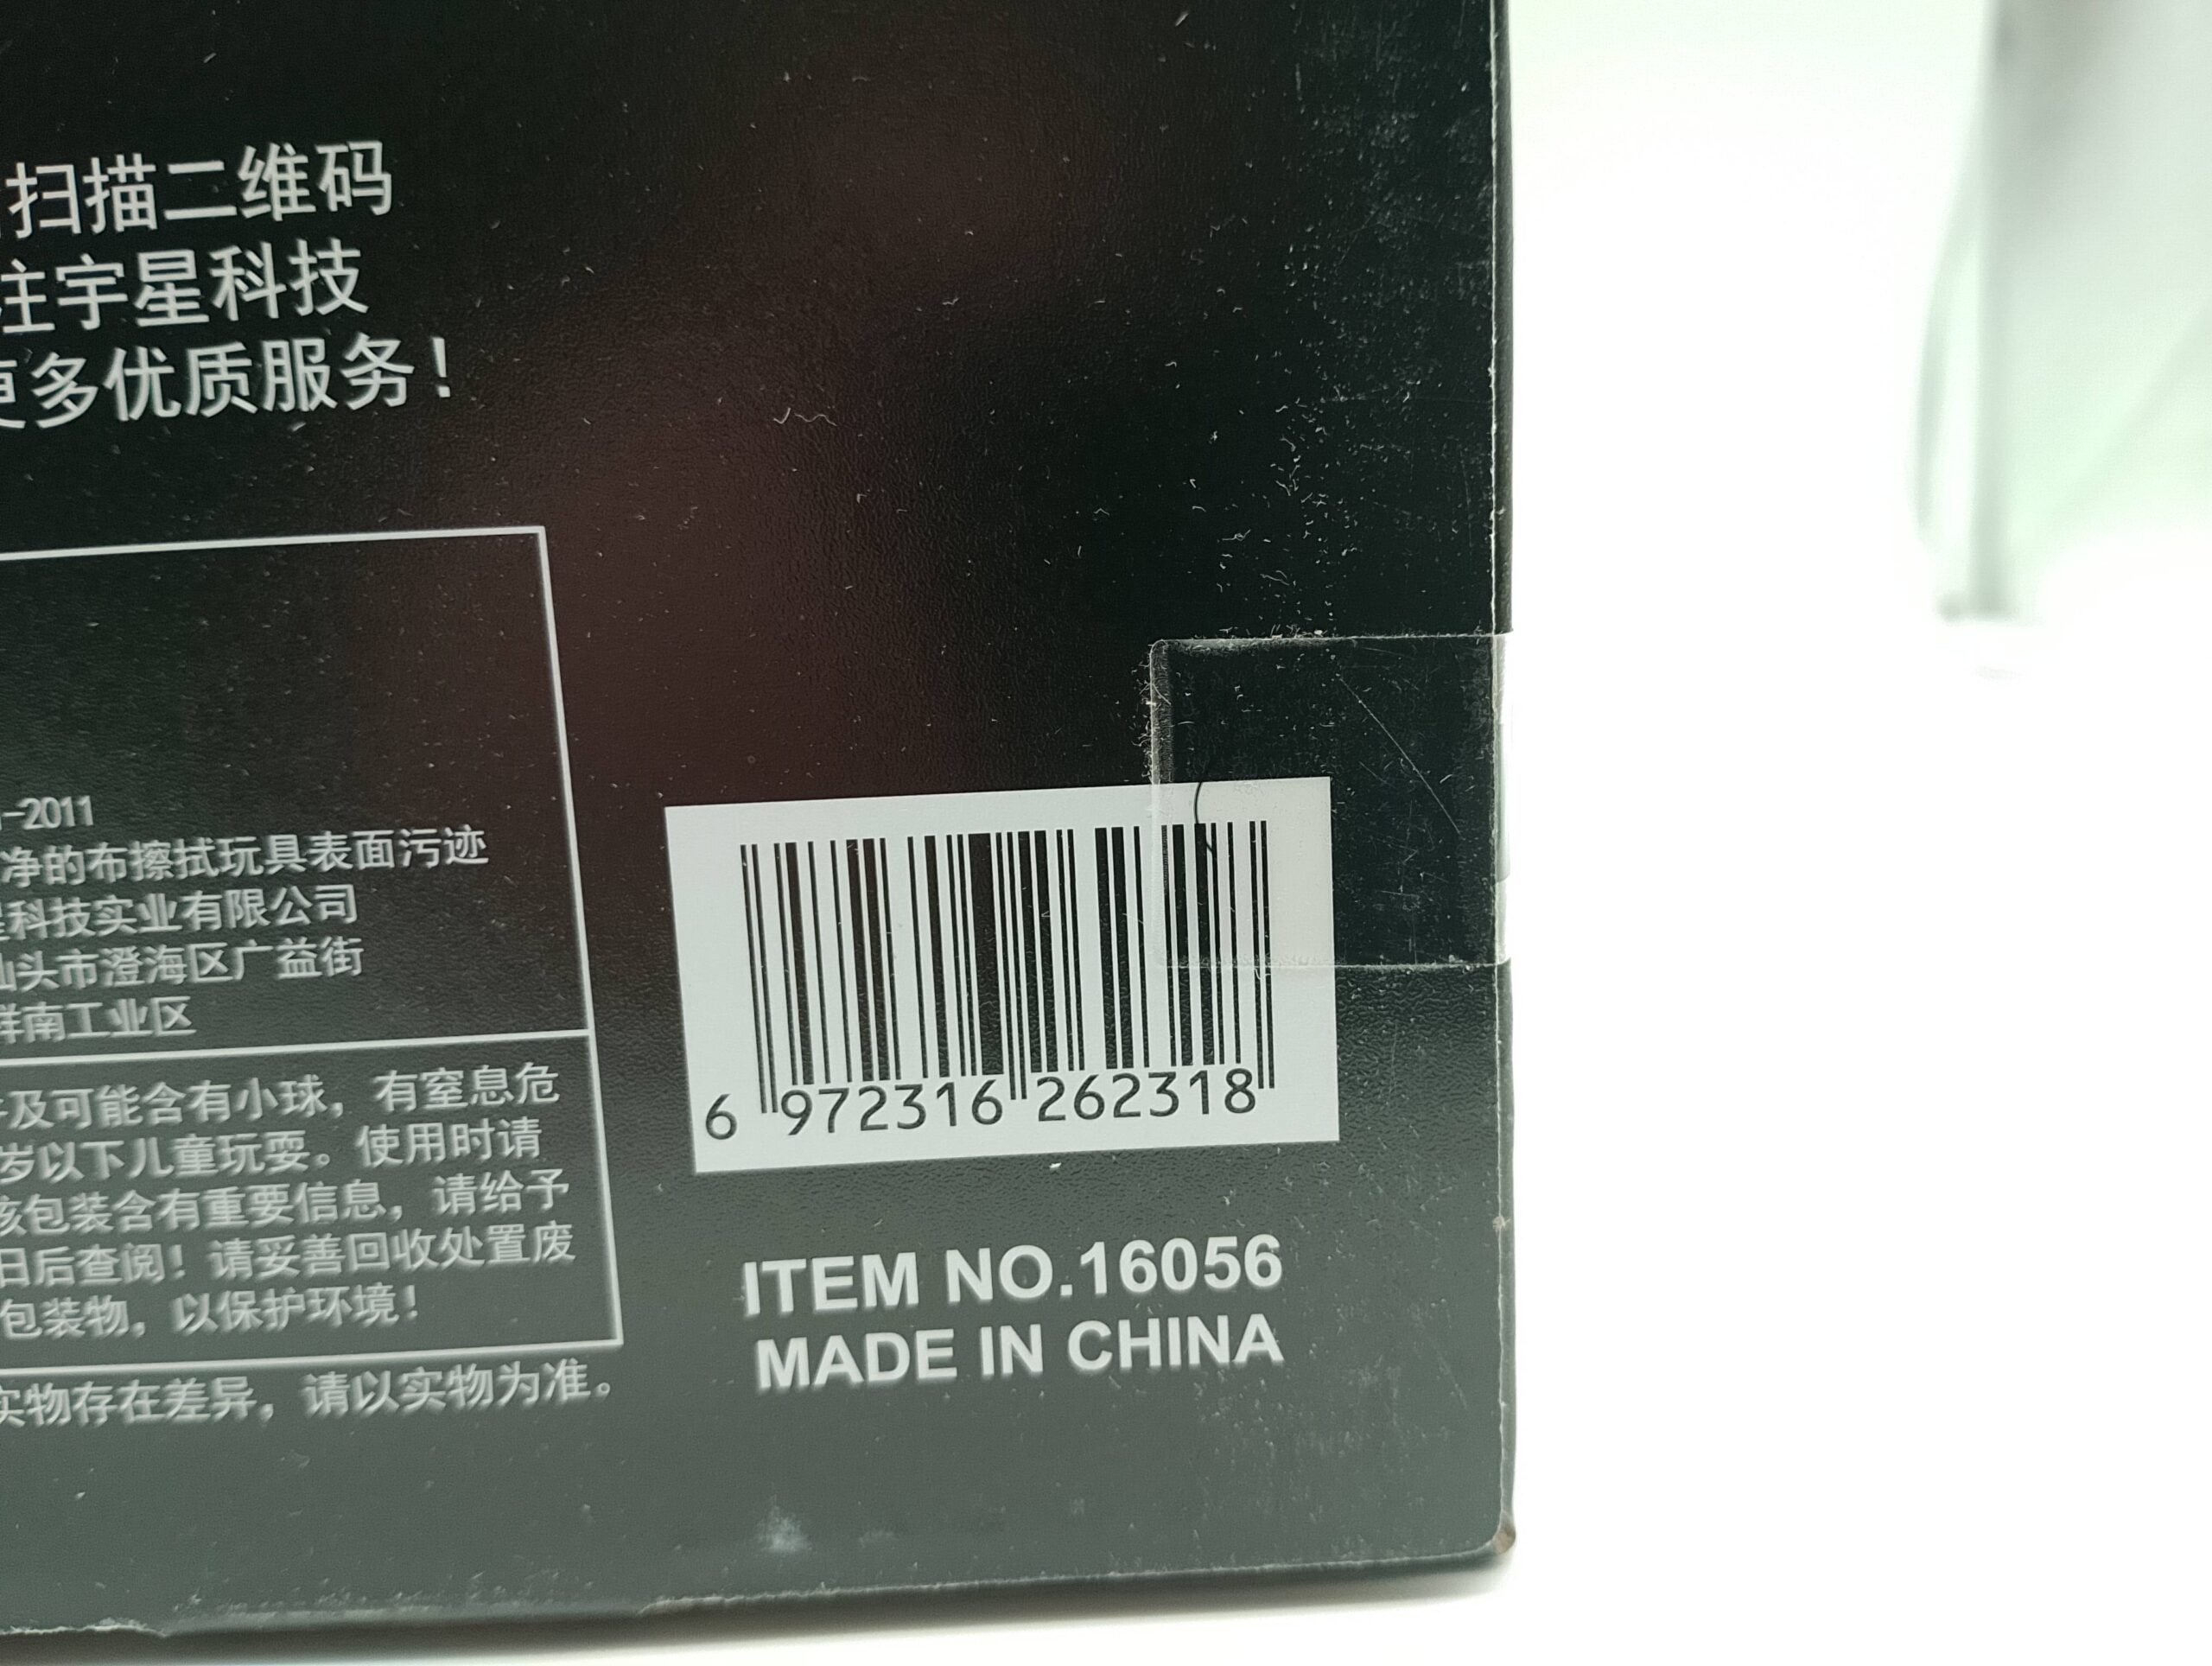 扫描二维码
注宇星科技
更多优质服务！
-2011
净的布擦拭玩具表面污迹
星科技实业有限公司
汕头市澄海区广益街
南工业区
及可能含有小球，有窒息危
岁以下儿童玩耍。使用时请
该包装含有重要信息，请给予
日后查阅！请妥善回收处置废
包装物，以保护环境！
实物存在差异，请以实物为准。
6 972316 262318
ITEM NO.16056
MADE IN CHINA